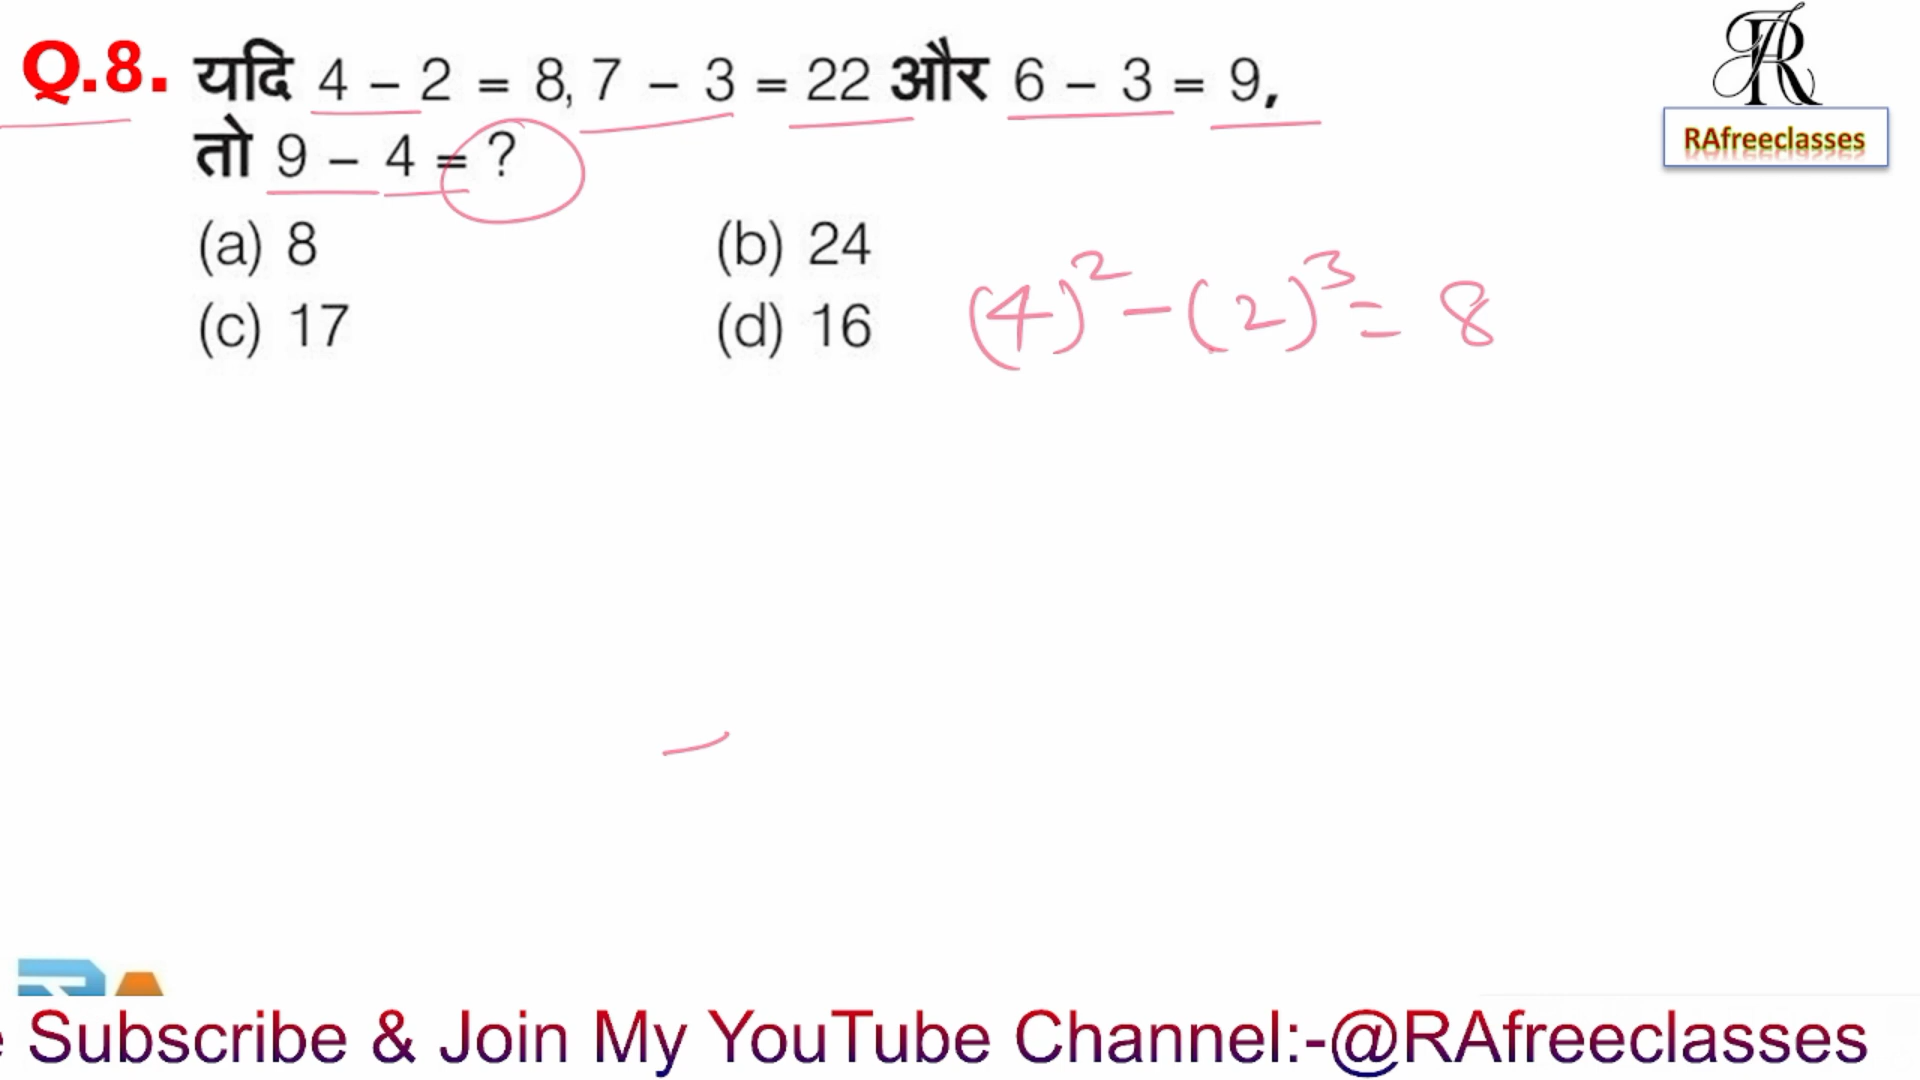 Q.8. यदि 4 – 2 = 8, 7 – 3 = 22 और 6 – 3 = 9,
तो 9 – 4 = ?
(a) 8 (b) 24
(c) 17 (d) 16
(4)² – (2)³ = 8
RAfreeclasses
Subscribe & Join My YouTube Channel:-@RAfreeclasses